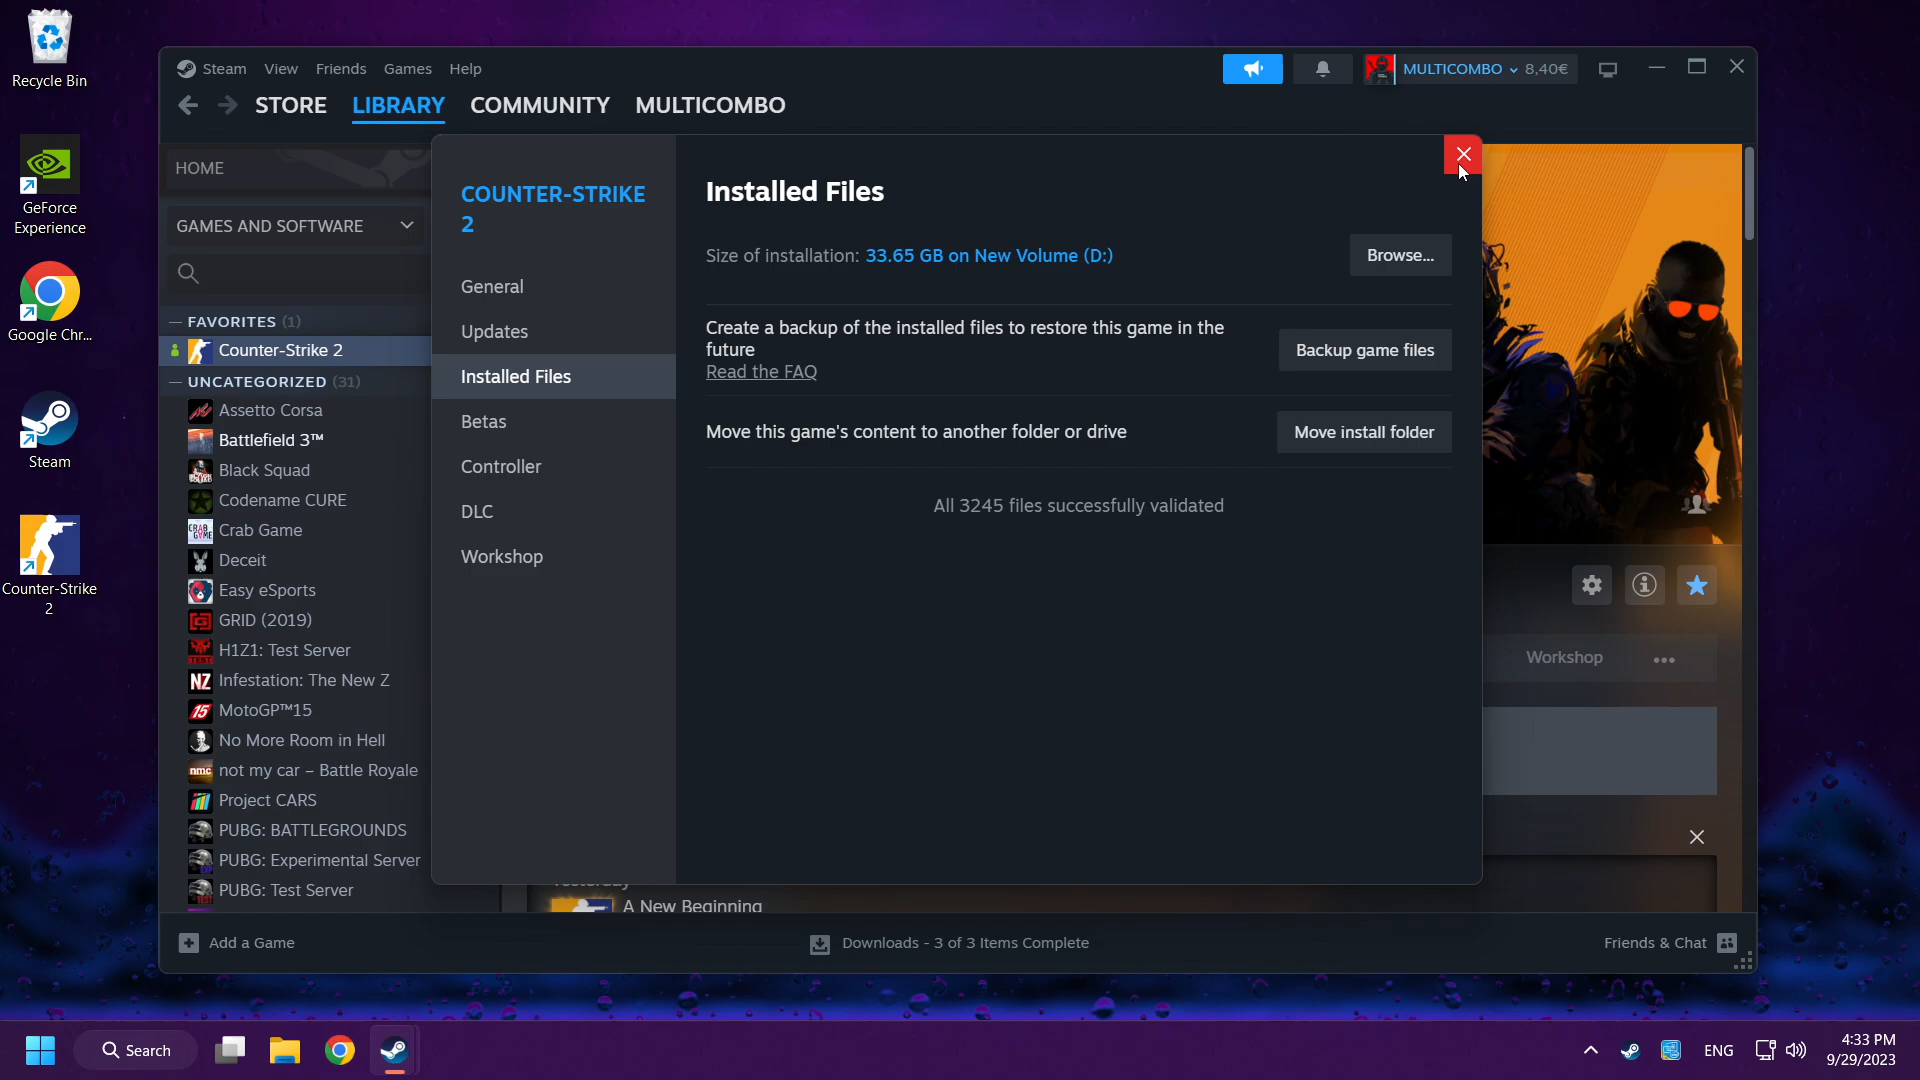 Recycle Bin
GeForce
Experience
Google Chr...
Steam
Counter-Strike
2
Steam View Friends Games Help
MULTICOMBO 8,40€
STORE LIBRARY COMMUNITY MULTICOMBO
HOME
GAMES AND SOFTWARE
— FAVORITES (1)
Counter-Strike 2
— UNCATEGORIZED (31)
Assetto Corsa
Battlefield 3™
Black Squad
Codename CURE
Crab Game
Deceit
Easy eSports
GRID (2019)
H1Z1: Test Server
Infestation: The New Z
MotoGP™15
No More Room in Hell
not my car – Battle Royale
Project CARS
PUBG: BATTLEGROUNDS
PUBG: Experimental Server
PUBG: Test Server
COUNTER-STRIKE
2
General
Updates
Installed Files
Betas
Controller
DLC
Workshop
Installed Files
Size of installation: 33.65 GB on New Volume (D:)
Browse...
Create a backup of the installed files to restore this game in the
future
Read the FAQ
Backup game files
Move this game's content to another folder or drive
Move install folder
All 3245 files successfully validated
Workshop
Yesterday
A New Beginning
Add a Game
Downloads - 3 of 3 Items Complete
Friends & Chat
Search
ENG
4:33 PM
9/29/2023